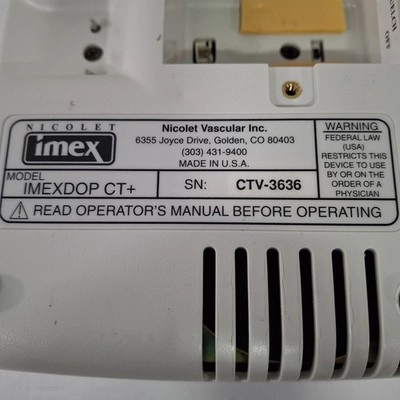 NICOLET
imex
Nicolet Vascular Inc.
6355 Joyce Drive, Golden, CO 80403
(303) 431-9400
MADE IN U.S.A.
WARNING
FEDERAL LAW
(USA)
RESTRICTS THIS
DEVICE TO USE
BY OR ON THE
ORDER OF A
PHYSICIAN
MODEL
IMEXDOP CT+
SN: CTV-3636
READ OPERATOR'S MANUAL BEFORE OPERATING
OFF